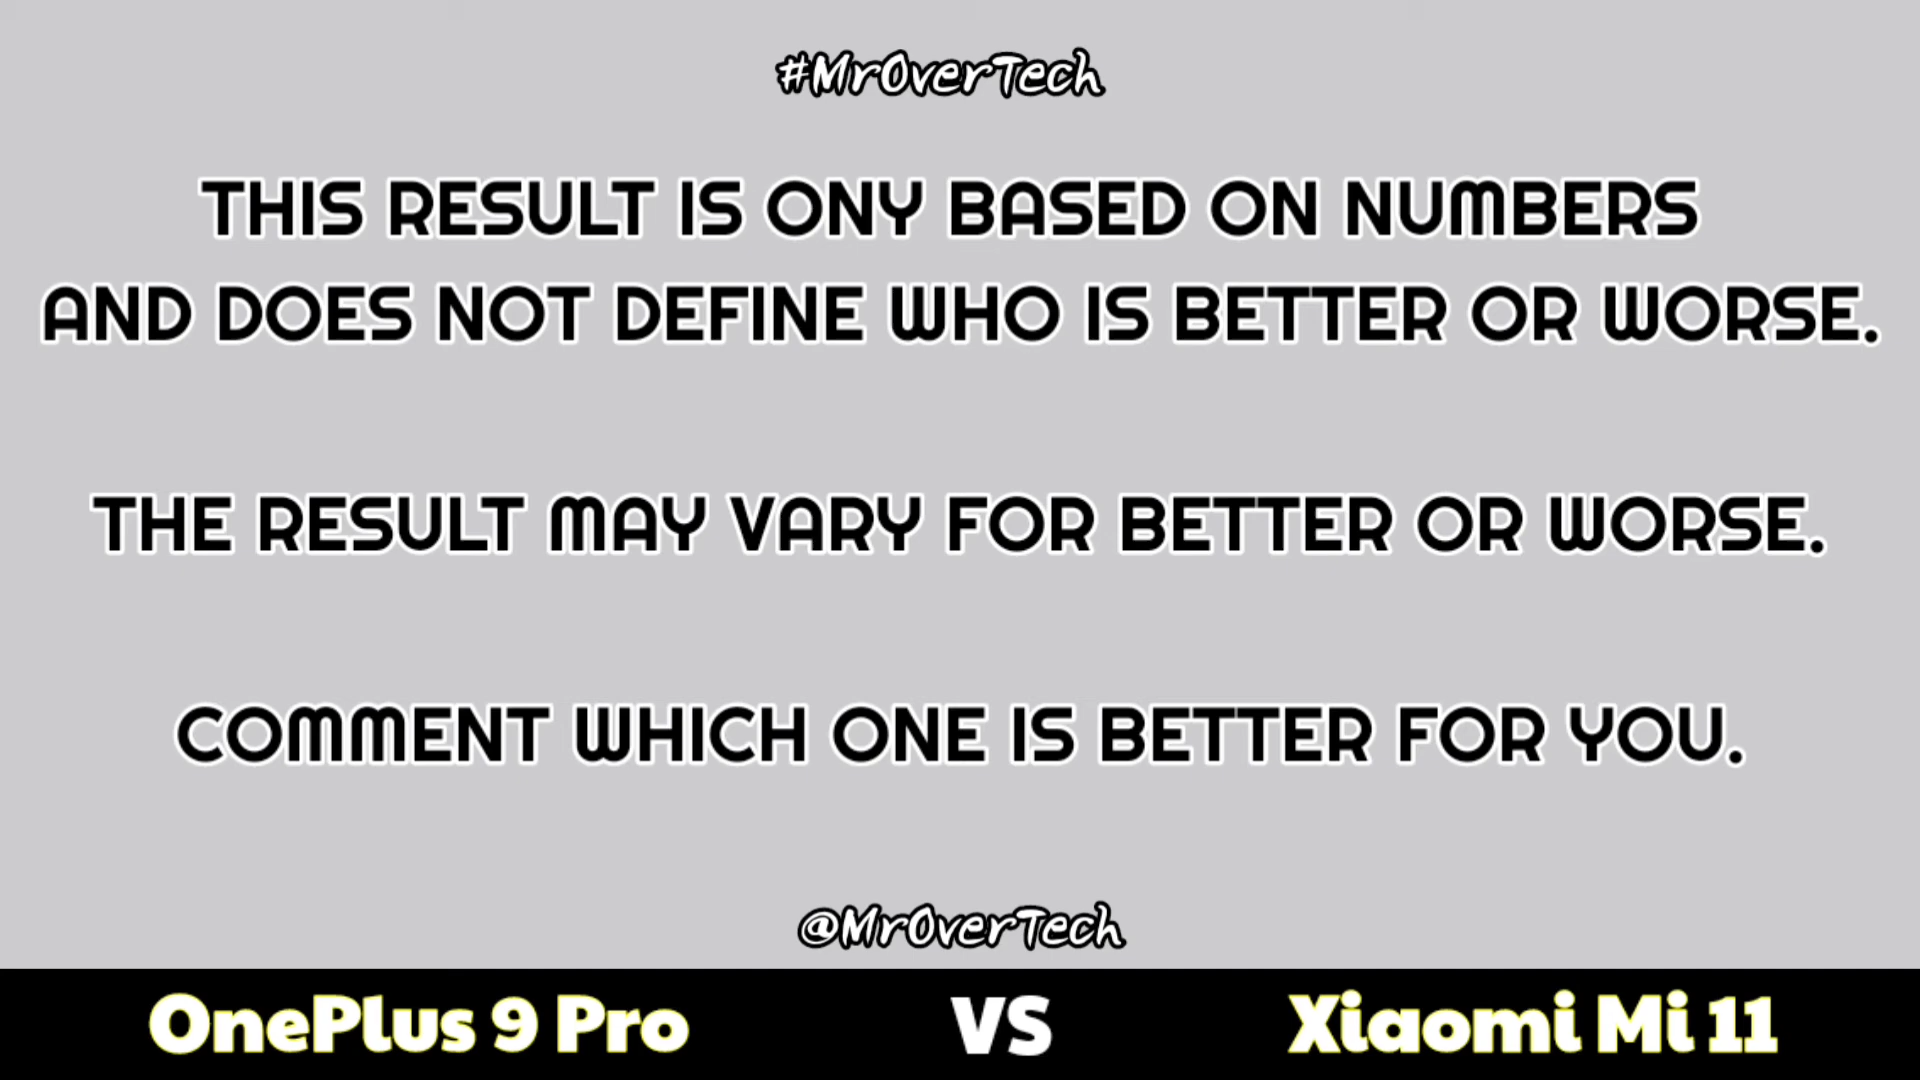 #MrOverTech
THIS RESULT IS ONY BASED ON NUMBERS
AND DOES NOT DEFINE WHO IS BETTER OR WORSE.
THE RESULT MAY VARY FOR BETTER OR WORSE.
COMMENT WHICH ONE IS BETTER FOR YOU.
@MrOverTech
OnePlus 9 Pro VS Xiaomi Mi 11